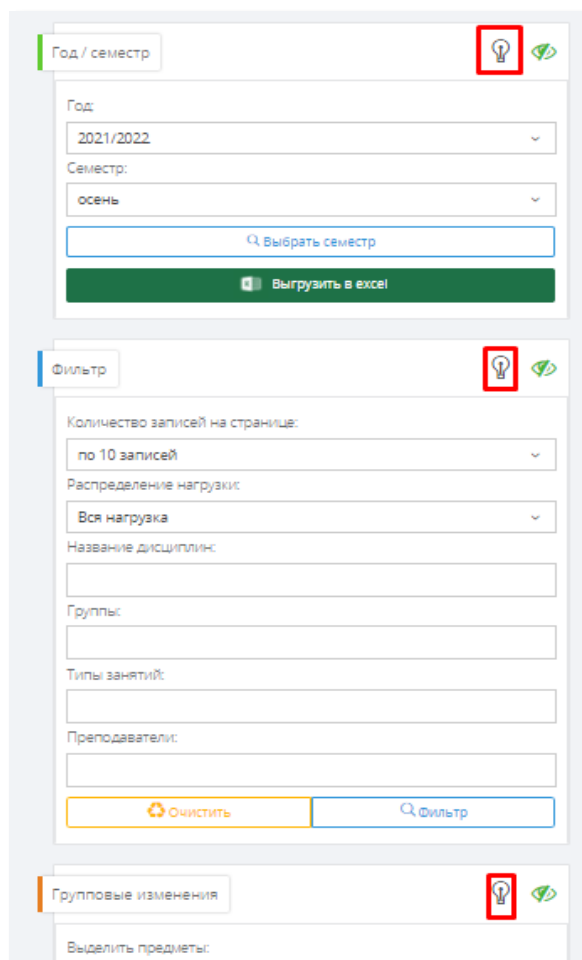 Год / семестр
Год:
2021/2022
Семестр:
осень
Выбрать семестр
Выгрузить в excel
Фильтр
Количество записей на странице:
по 10 записей
Распределение нагрузки:
Вся нагрузка
Название дисциплин:
Группы:
Типы занятий:
Преподаватели:
Очистить
Фильтр
Групповые изменения
Выделить предметы: